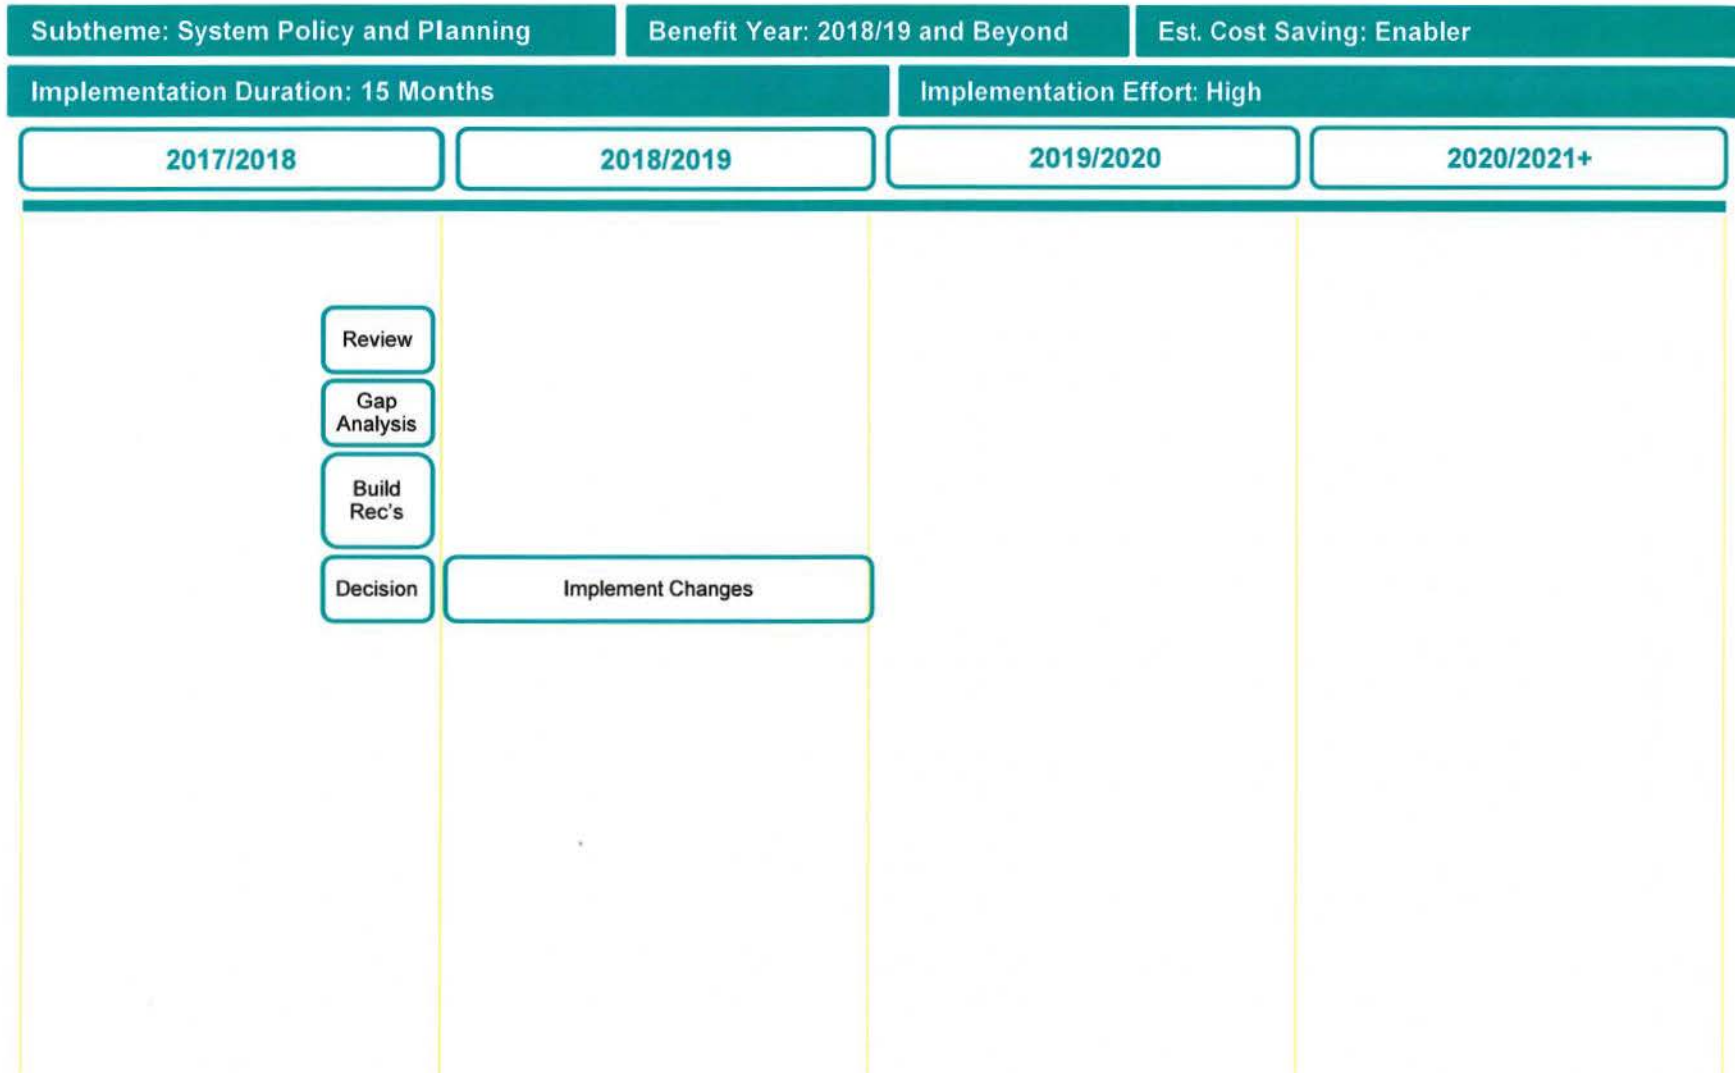 Subtheme: System Policy and Planning
Benefit Year: 2018/19 and Beyond
Est. Cost Saving: Enabler
Implementation Duration: 15 Months
Implementation Effort: High
2017/2018
2018/2019
2019/2020
2020/2021+
Review
Gap
Analysis
Build
Rec's
Decision
Implement Changes